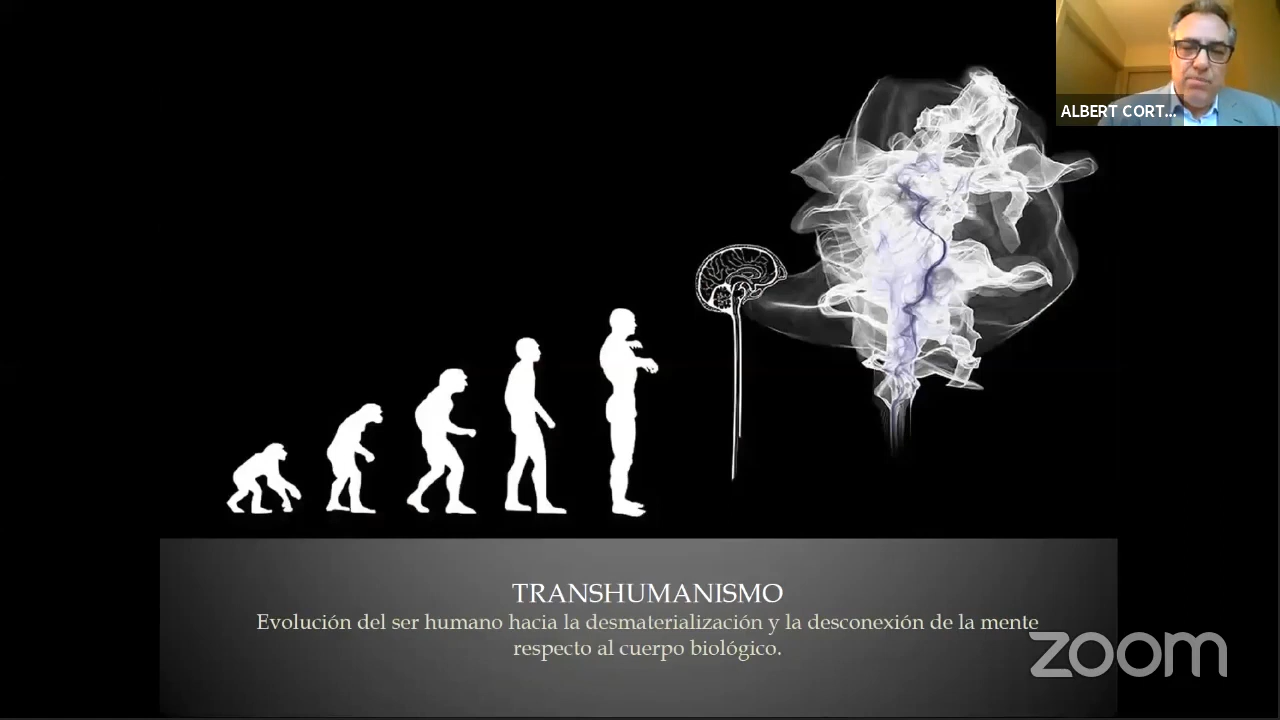 ALBERT CORT...
TRANSHUMANISMO
Evolución del ser humano hacia la desmaterialización y la desconexión de la mente
respecto al cuerpo biológico.
zoom